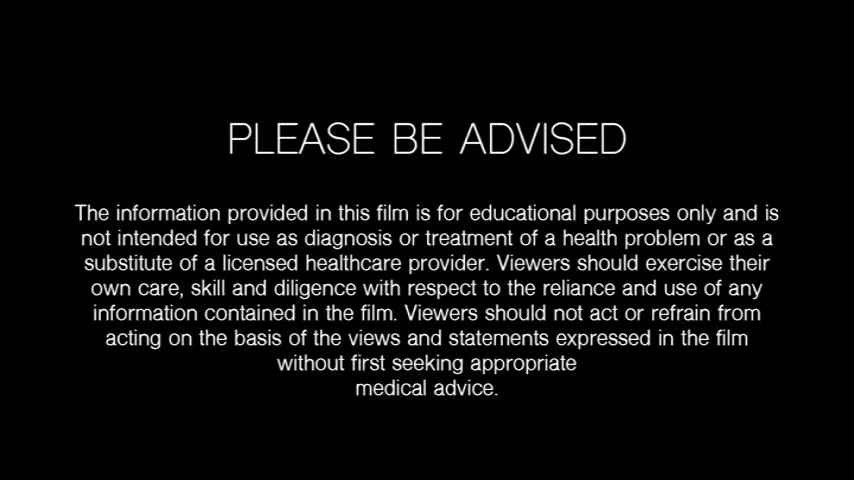 PLEASE BE ADVISED
The information provided in this film is for educational purposes only and is
not intended for use as diagnosis or treatment of a health problem or as a
substitute of a licensed healthcare provider. Viewers should exercise their
own care, skill and diligence with respect to the reliance and use of any
information contained in the film. Viewers should not act or refrain from
acting on the basis of the views and statements expressed in the film
without first seeking appropriate
medical advice.